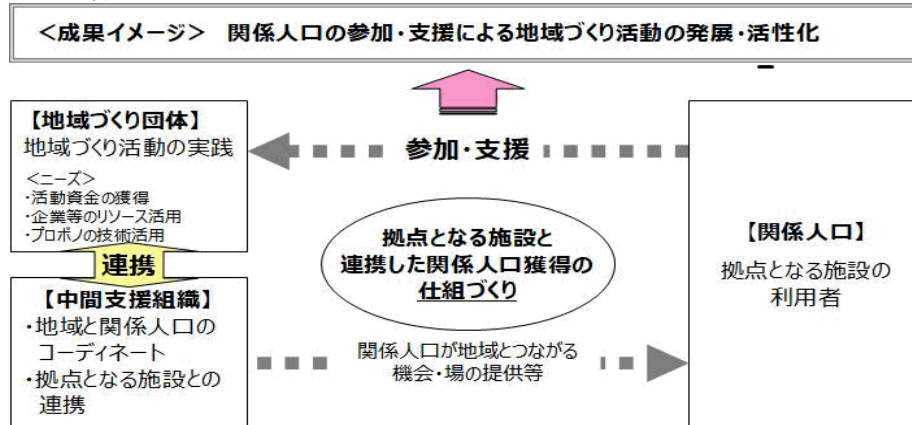 ＜成果イメージ＞ 関係人口の参加･支援による地域づくり活動の発展･活性化
【地域づくり団体】
地域づくり活動の実践
＜ニーズ＞
･活動資金の獲得
･企業等のリソース活用
･プロボノの技術活用
連携
【中間支援組織】
･地域と関係人口の
コーディネート
･拠点となる施設との
連携
参加･支援
拠点となる施設と
連携した関係人口獲得の
仕組づくり
関係人口が地域とつながる
機会･場の提供等
【関係人口】
拠点となる施設の
利用者